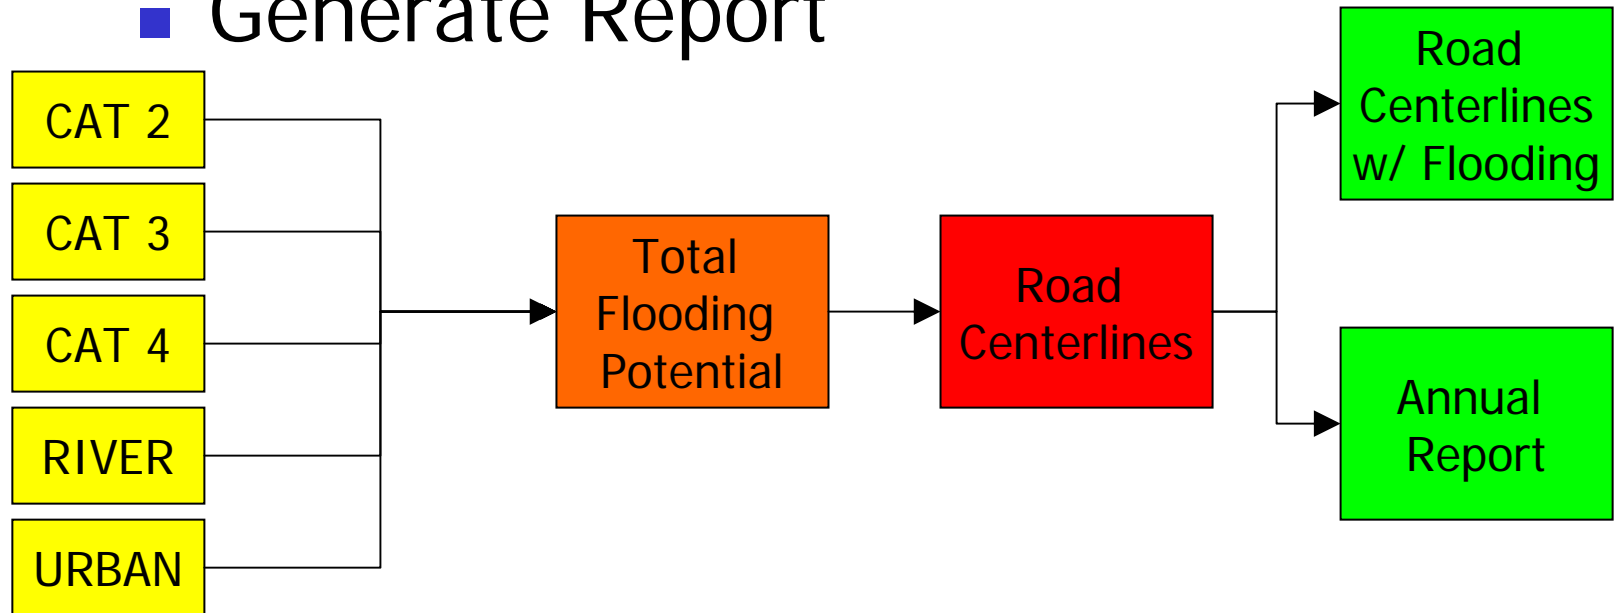 Generate Report
CAT 2
CAT 3
CAT 4
RIVER
URBAN
Total
Flooding
Potential
Road
Centerlines
Road
Centerlines
w/ Flooding
Annual
Report